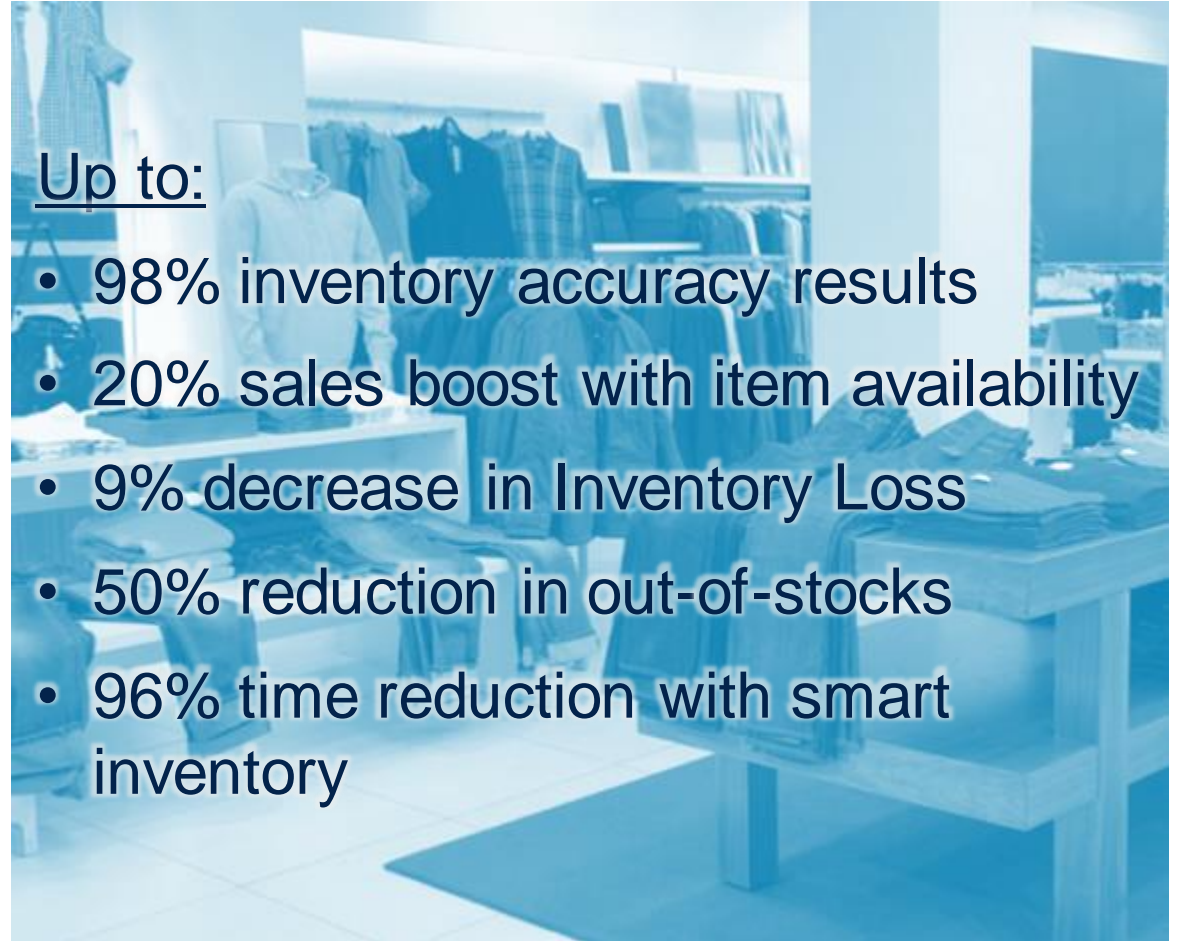 Up to:
• 98% inventory accuracy results
• 20% sales boost with item availability
• 9% decrease in Inventory Loss
• 50% reduction in out-of-stocks
• 96% time reduction with smart
inventory